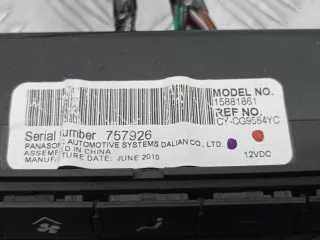 MODEL NO.
15881861
REF NO.
CY-CG9564YC
Serial number 757926
PANASONIC AUTOMOTIVE SYSTEMS DALIAN CO., LTD.
ASSEMBLED IN CHINA
MANUFACTURE DATE: JUNE 2010
12VDC